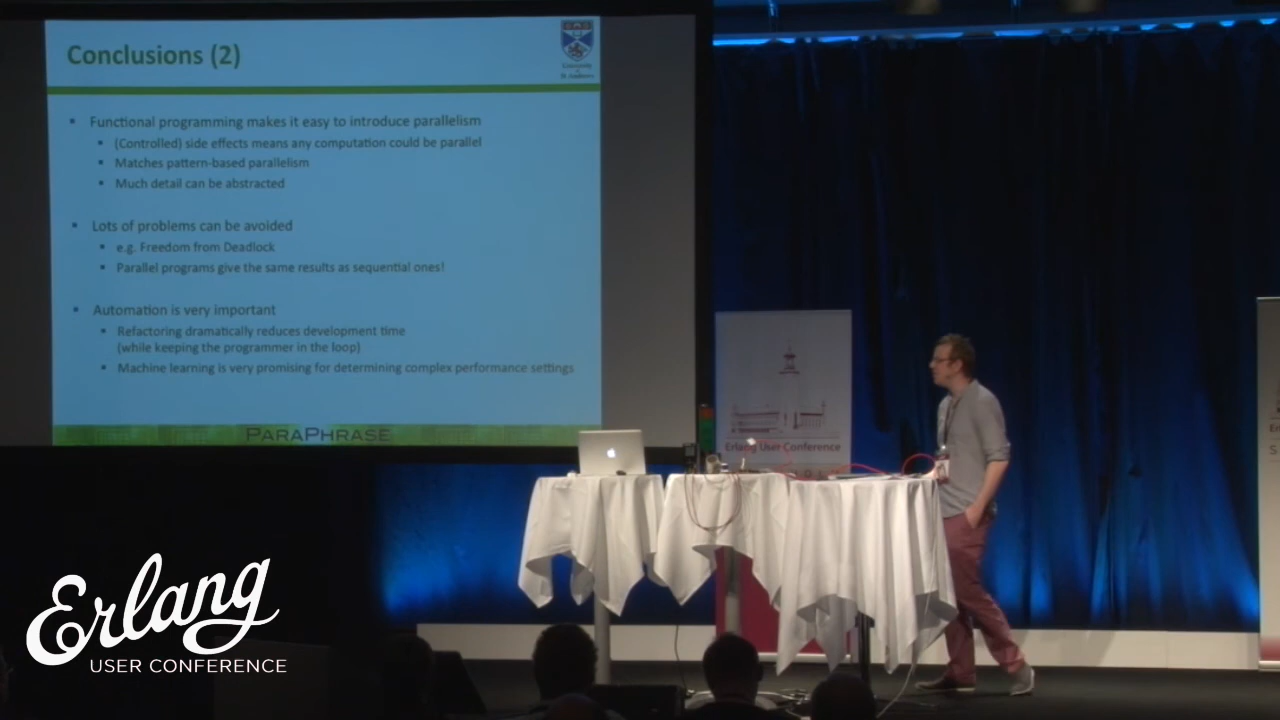 Conclusions (2)
University
of
St Andrews
Functional programming makes it easy to introduce parallelism
(Controlled) side effects means any computation could be parallel
Matches pattern-based parallelism
Much detail can be abstracted
Lots of problems can be avoided
e.g. Freedom from Deadlock
Parallel programs give the same results as sequential ones!
Automation is very important
Refactoring dramatically reduces development time
(while keeping the programmer in the loop)
Machine learning is very promising for determining complex performance settings
PARAPHRASE
Erlang User Conference
Erlang
USER CONFERENCE